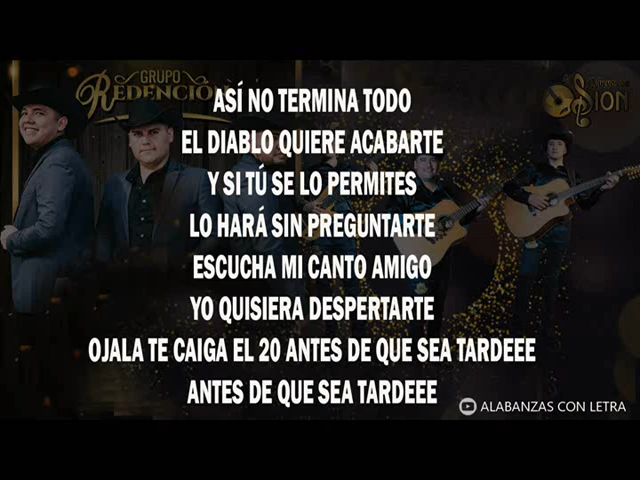 GRUPO
REDENCIÓN
SION
ASÍ NO TERMINA TODO
EL DIABLO QUIERE ACABARTE
Y SI TÚ SE LO PERMITES
LO HARÁ SIN PREGUNTARTE
ESCUCHA MI CANTO AMIGO
YO QUISIERA DESPERTARTE
OJALA TE CAIGA EL 20 ANTES DE QUE SEA TARDEEE
ANTES DE QUE SEA TARDEEE
ALABANZAS CON LETRA